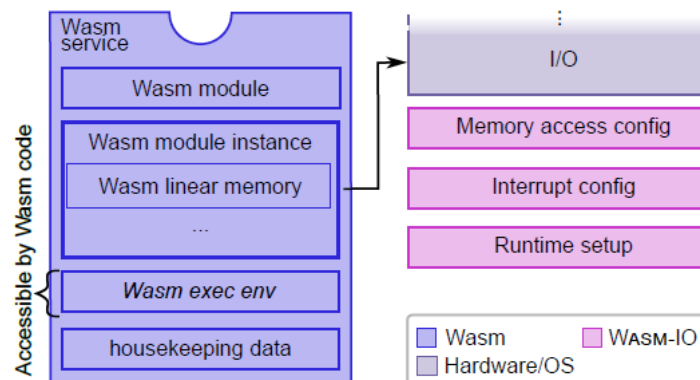 Wasm
service
Wasm module
Wasm module instance
Wasm linear memory
...
Wasm exec env
housekeeping data
Accessible by Wasm code
⋮
I/O
Memory access config
Interrupt config
Runtime setup
Wasm
WASM-IO
Hardware/OS